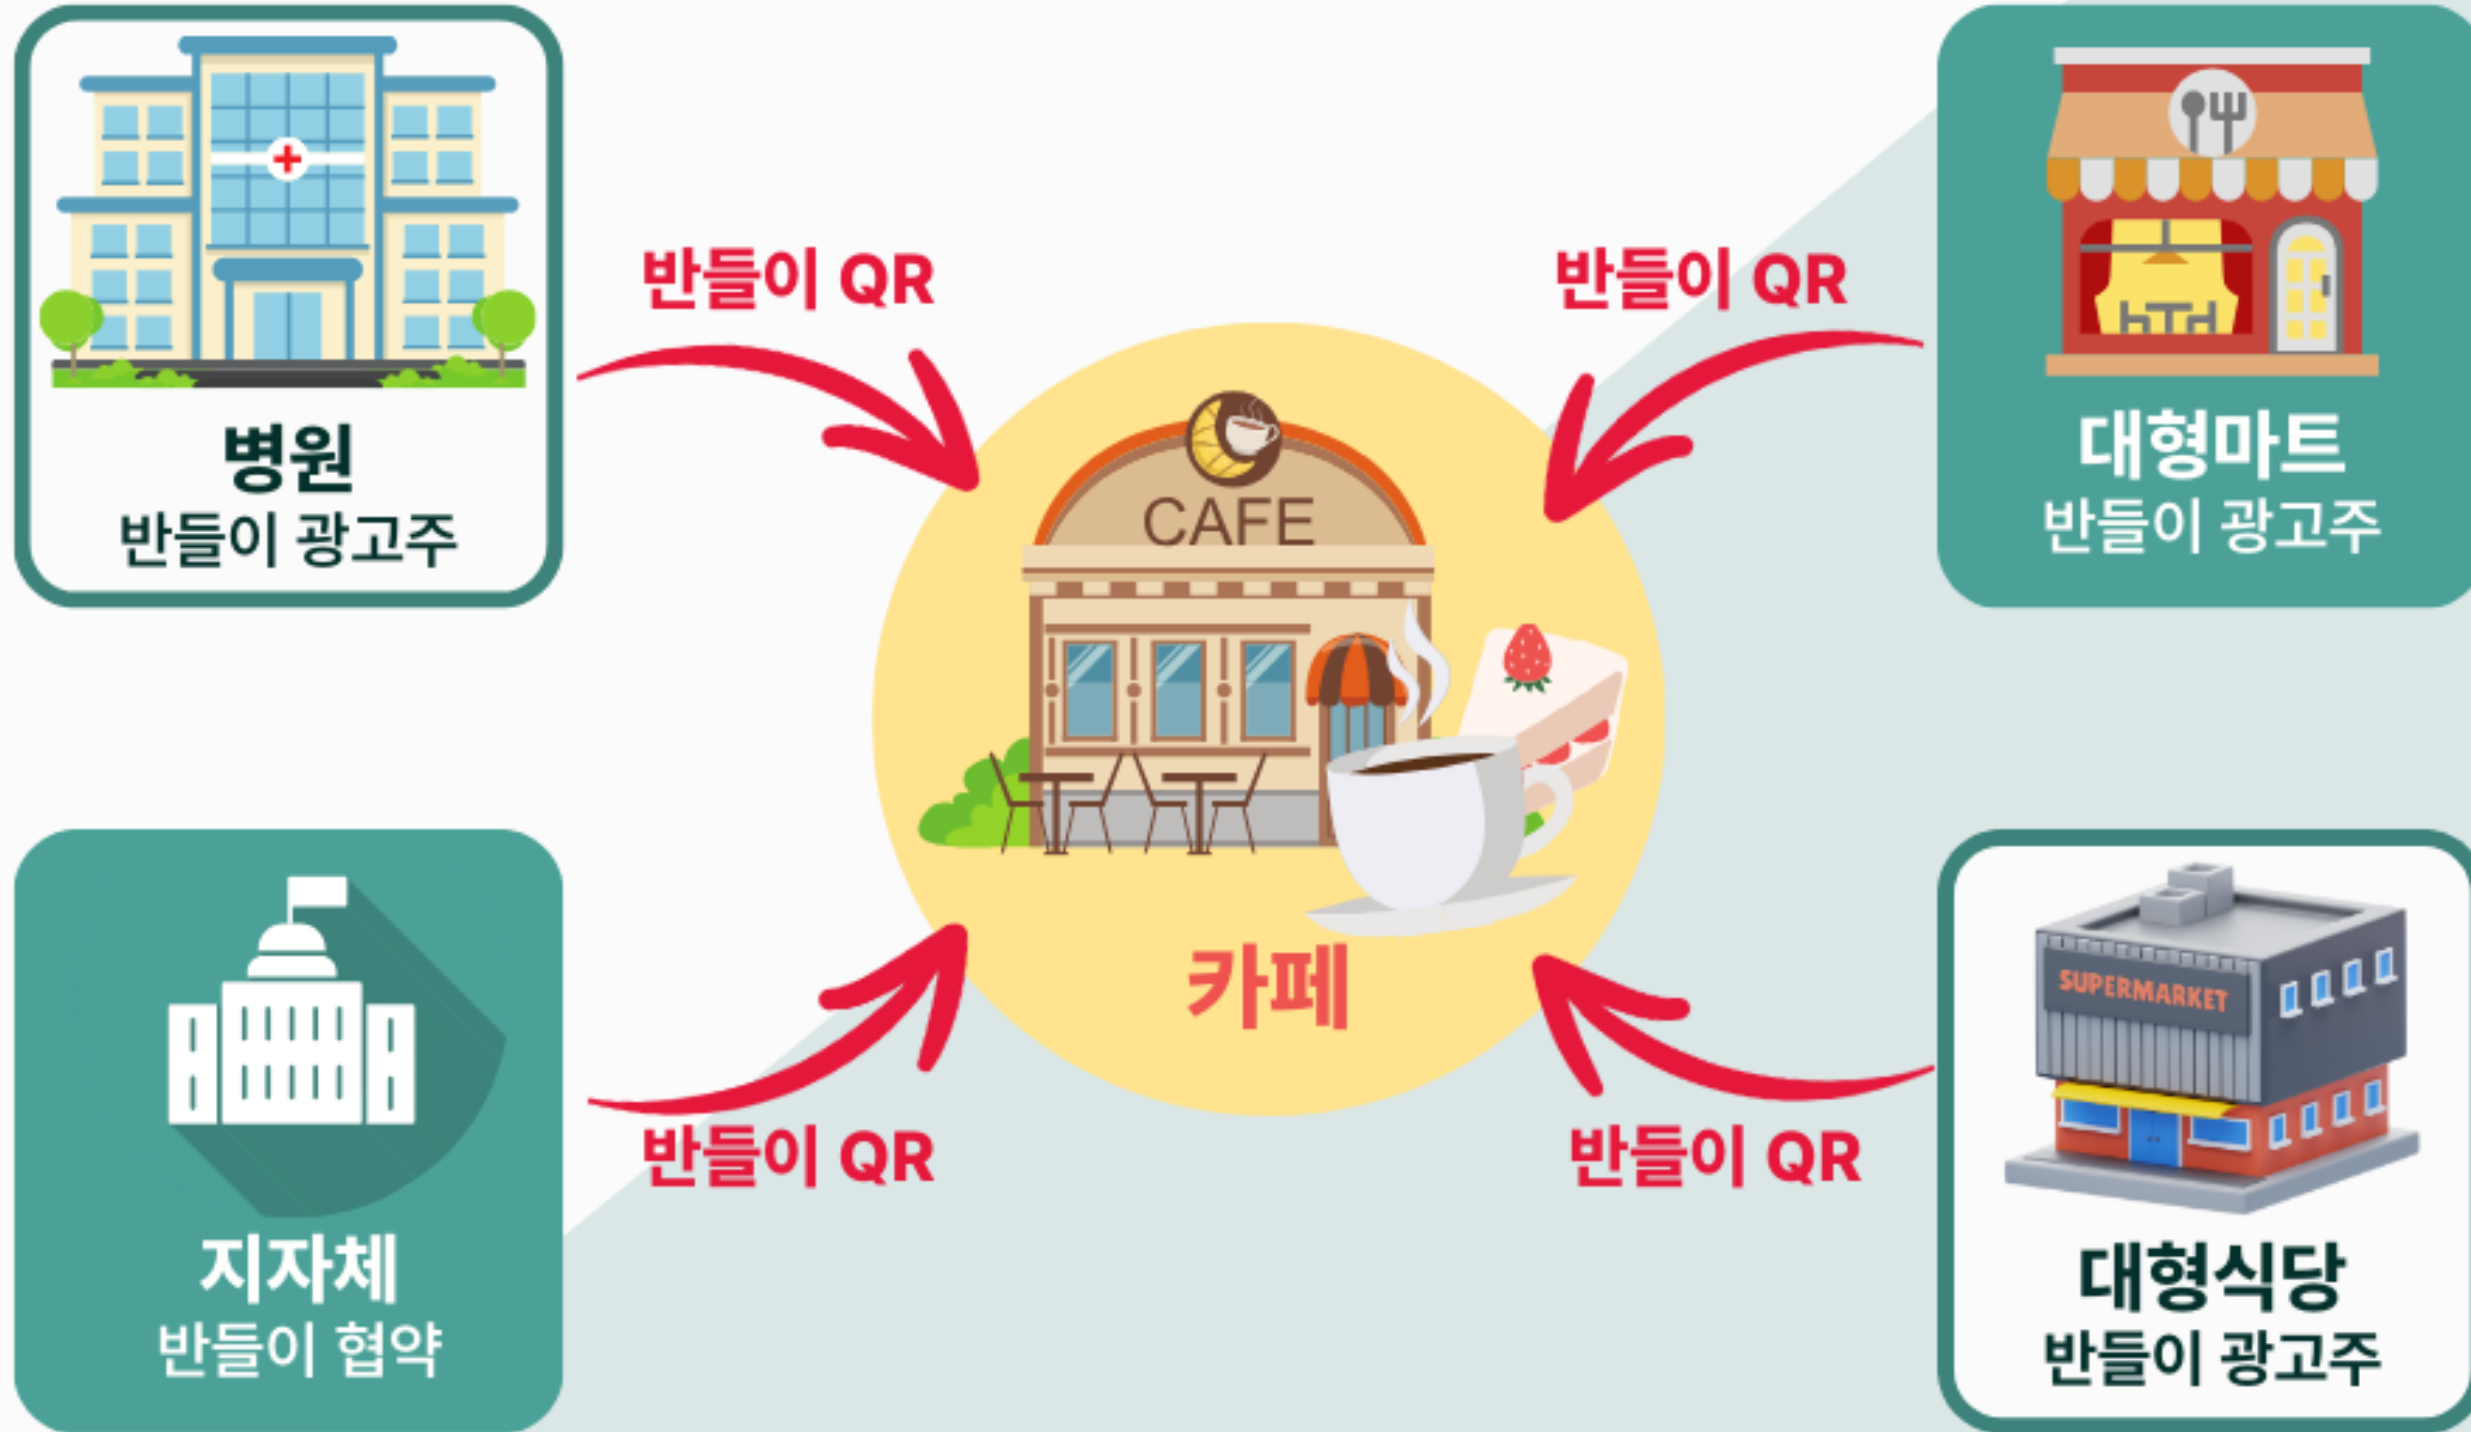 병원
반들이 광고주
반들이 QR
반들이 QR
대형마트
반들이 광고주
CAFE
카페
지자체
반들이 협약
반들이 QR
반들이 QR
SUPERMARKET
대형식당
반들이 광고주